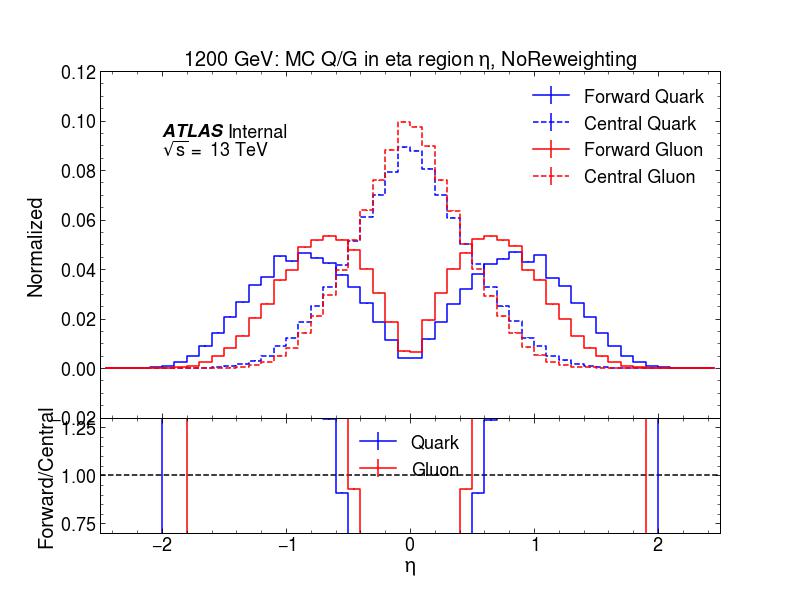 1200 GeV: MC Q/G in eta region η, NoReweighting
0.12
0.10
0.08
0.06
0.04
0.02
0.00
−0.02
Normalized
ATLAS Internal
√s = 13 TeV
Forward Quark
Central Quark
Forward Gluon
Central Gluon
1.25
1.00
0.75
Forward/Central
Quark
Gluon
−2 −1 0 1 2
η